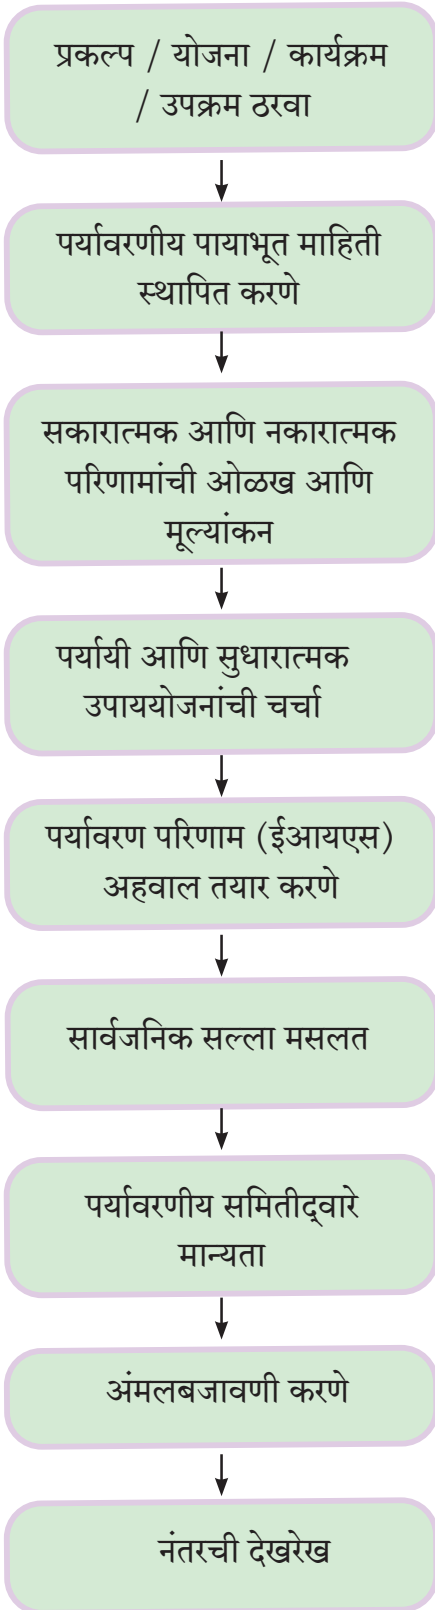 प्रकल्प / योजना / कार्यक्रम
/ उपक्रम ठरवा
पर्यावरणीय पायाभूत माहिती
स्थापित करणे
सकारात्मक आणि नकारात्मक
परिणामांची ओळख आणि
मूल्यांकन
पर्यायी आणि सुधारात्मक
उपाययोजनांची चर्चा
पर्यावरण परिणाम (ईआयएस)
अहवाल तयार करणे
सार्वजनिक सल्ला मसलत
पर्यावरणीय समितीद्‌वारे
मान्यता
अंमलबजावणी करणे
नंतरची देखरेख